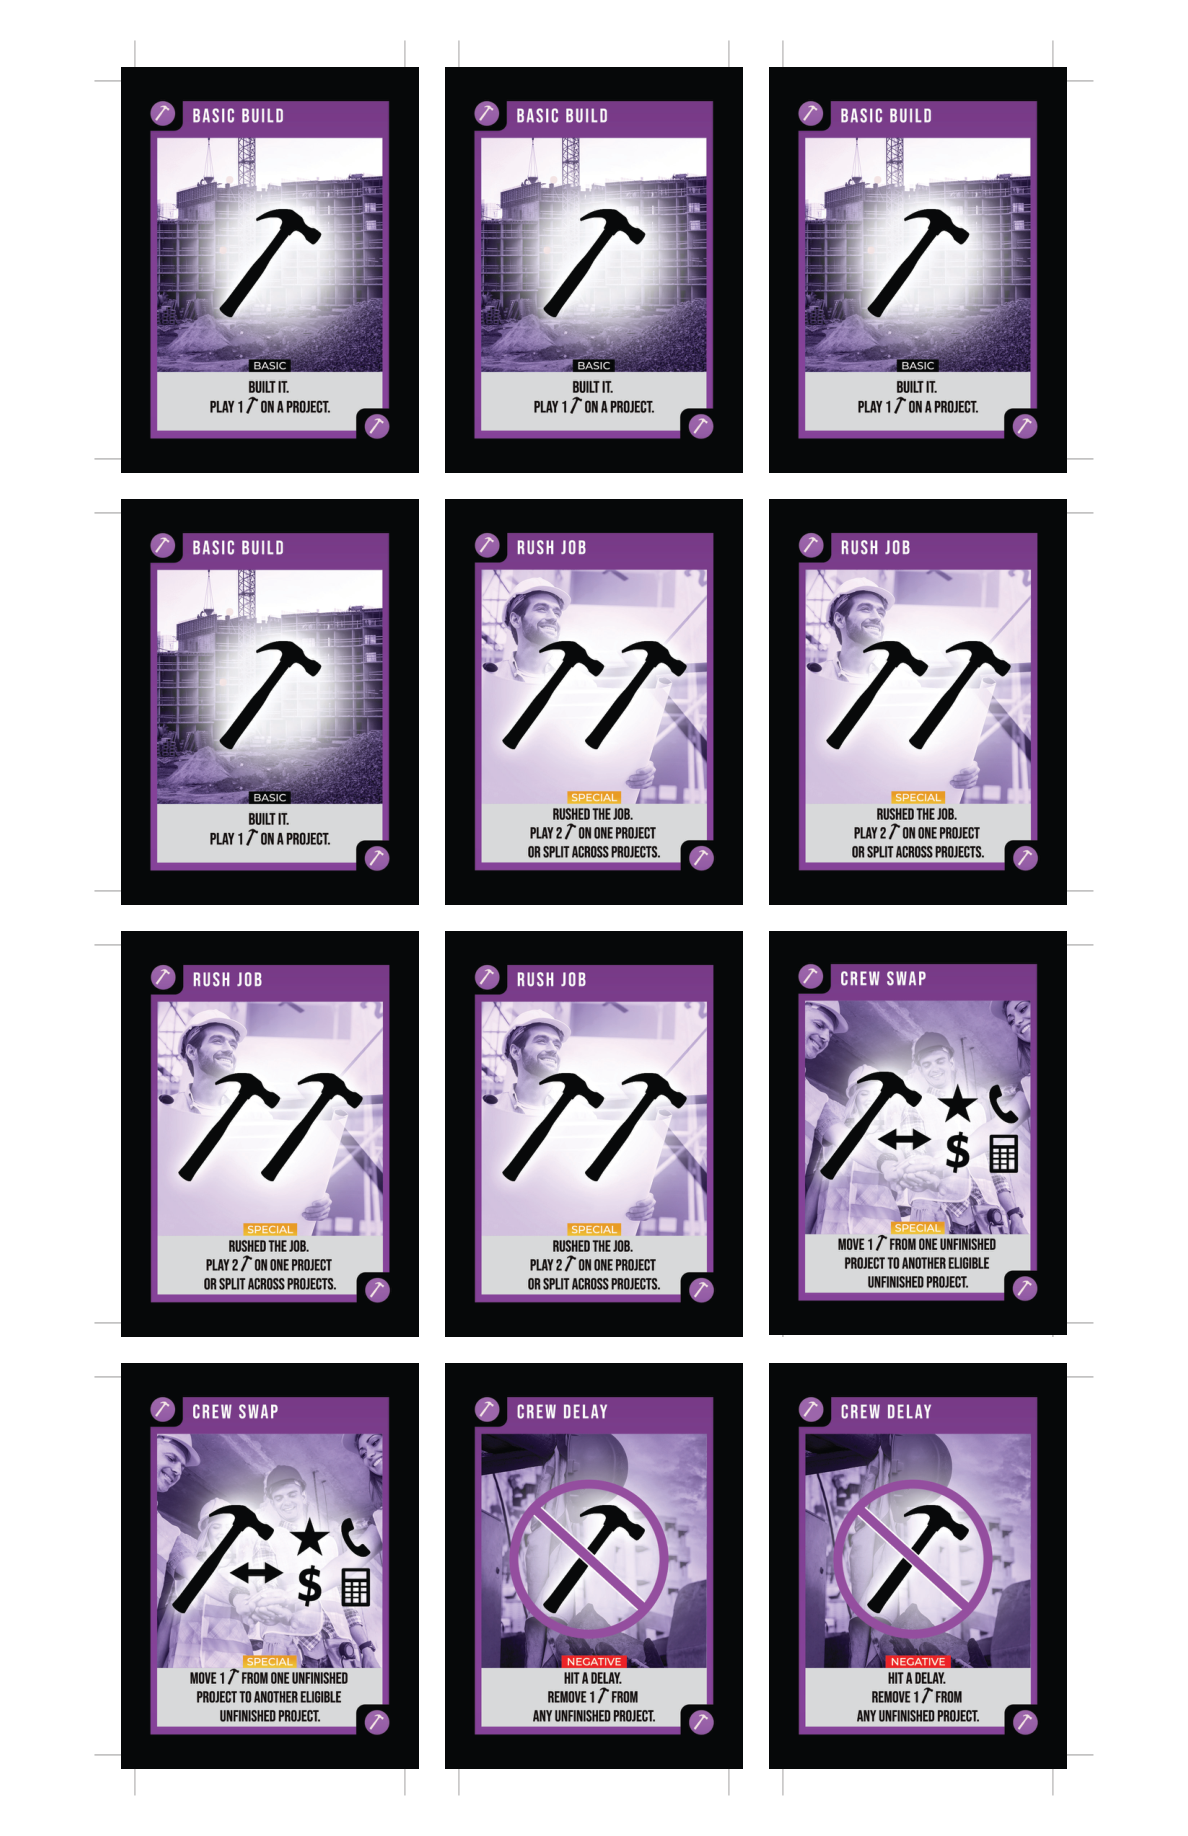 BASIC BUILD
BASIC
BUILT IT.
PLAY 1 ON A PROJECT.
BASIC BUILD
BASIC
BUILT IT.
PLAY 1 ON A PROJECT.
BASIC BUILD
BASIC
BUILT IT.
PLAY 1 ON A PROJECT.
BASIC BUILD
BASIC
BUILT IT.
PLAY 1 ON A PROJECT.
RUSH JOB
SPECIAL
RUSHED THE JOB.
PLAY 2 ON ONE PROJECT
OR SPLIT ACROSS PROJECTS.
RUSH JOB
SPECIAL
RUSHED THE JOB.
PLAY 2 ON ONE PROJECT
OR SPLIT ACROSS PROJECTS.
RUSH JOB
SPECIAL
RUSHED THE JOB.
PLAY 2 ON ONE PROJECT
OR SPLIT ACROSS PROJECTS.
RUSH JOB
SPECIAL
RUSHED THE JOB.
PLAY 2 ON ONE PROJECT
OR SPLIT ACROSS PROJECTS.
CREW SWAP
$
SPECIAL
MOVE 1 FROM ONE UNFINISHED
PROJECT TO ANOTHER ELIGIBLE
UNFINISHED PROJECT.
CREW SWAP
$
SPECIAL
MOVE 1 FROM ONE UNFINISHED
PROJECT TO ANOTHER ELIGIBLE
UNFINISHED PROJECT.
CREW DELAY
NEGATIVE
HIT A DELAY.
REMOVE 1 FROM
ANY UNFINISHED PROJECT.
CREW DELAY
NEGATIVE
HIT A DELAY.
REMOVE 1 FROM
ANY UNFINISHED PROJECT.